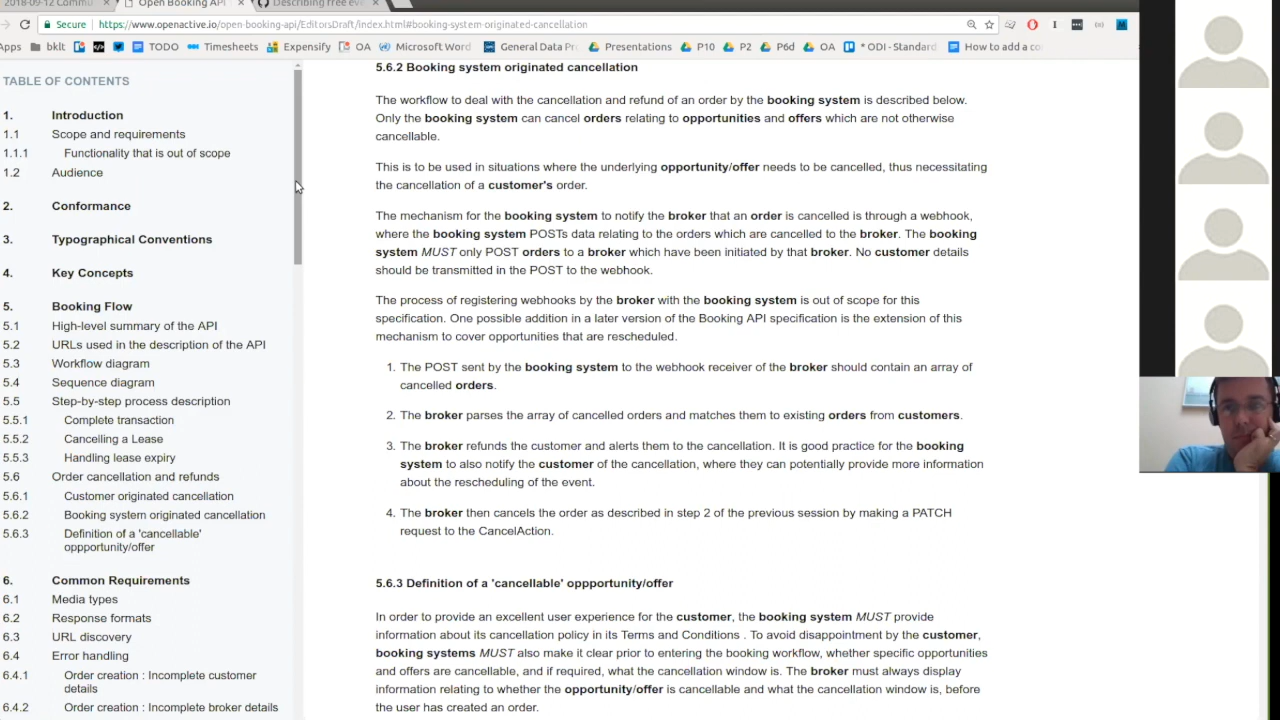 2018-09-12 Commu
Open Booking API
Describing free eve
Secure
https://www.openactive.io/open-booking-api/EditorsDraft/index.html#booking-system-originated-cancellation
Apps bklt TODO Timesheets Expensify OA Microsoft Word General Data Pr Presentations P10 P2 P6d OA * ODI - Standard How to add a co
TABLE OF CONTENTS
1. Introduction
1.1 Scope and requirements
1.1.1 Functionality that is out of scope
1.2 Audience
2. Conformance
3. Typographical Conventions
4. Key Concepts
5. Booking Flow
5.1 High-level summary of the API
5.2 URLs used in the description of the API
5.3 Workflow diagram
5.4 Sequence diagram
5.5 Step-by-step process description
5.5.1 Complete transaction
5.5.2 Cancelling a Lease
5.5.3 Handling lease expiry
5.6 Order cancellation and refunds
5.6.1 Customer originated cancellation
5.6.2 Booking system originated cancellation
5.6.3 Definition of a 'cancellable'
oppportunity/offer
6. Common Requirements
6.1 Media types
6.2 Response formats
6.3 URL discovery
6.4 Error handling
6.4.1 Order creation : Incomplete customer
details
6.4.2 Order creation : Incomplete broker details
5.6.2 Booking system originated cancellation
The workflow to deal with the cancellation and refund of an order by the booking system is described below.
Only the booking system can cancel orders relating to opportunities and offers which are not otherwise
cancellable.
This is to be used in situations where the underlying opportunity/offer needs to be cancelled, thus necessitating
the cancellation of a customer's order.
The mechanism for the booking system to notify the broker that an order is cancelled is through a webhook,
where the booking system POSTs data relating to the orders which are cancelled to the broker. The booking
system MUST only POST orders to a broker which have been initiated by that broker. No customer details
should be transmitted in the POST to the webhook.
The process of registering webhooks by the broker with the booking system is out of scope for this
specification. One possible addition in a later version of the Booking API specification is the extension of this
mechanism to cover opportunities that are rescheduled.
1. The POST sent by the booking system to the webhook receiver of the broker should contain an array of
cancelled orders.
2. The broker parses the array of cancelled orders and matches them to existing orders from customers.
3. The broker refunds the customer and alerts them to the cancellation. It is good practice for the booking
system to also notify the customer of the cancellation, where they can potentially provide more information
about the rescheduling of the event.
4. The broker then cancels the order as described in step 2 of the previous session by making a PATCH
request to the CancelAction.
5.6.3 Definition of a 'cancellable' oppportunity/offer
In order to provide an excellent user experience for the customer, the booking system MUST provide
information about its cancellation policy in its Terms and Conditions . To avoid disappointment by the customer,
booking systems MUST also make it clear prior to entering the booking workflow, whether specific opportunities
and offers are cancellable, and if required, what the cancellation window is. The broker must always display
information relating to whether the opportunity/offer is cancellable and what the cancellation window is, before
the user has created an order.